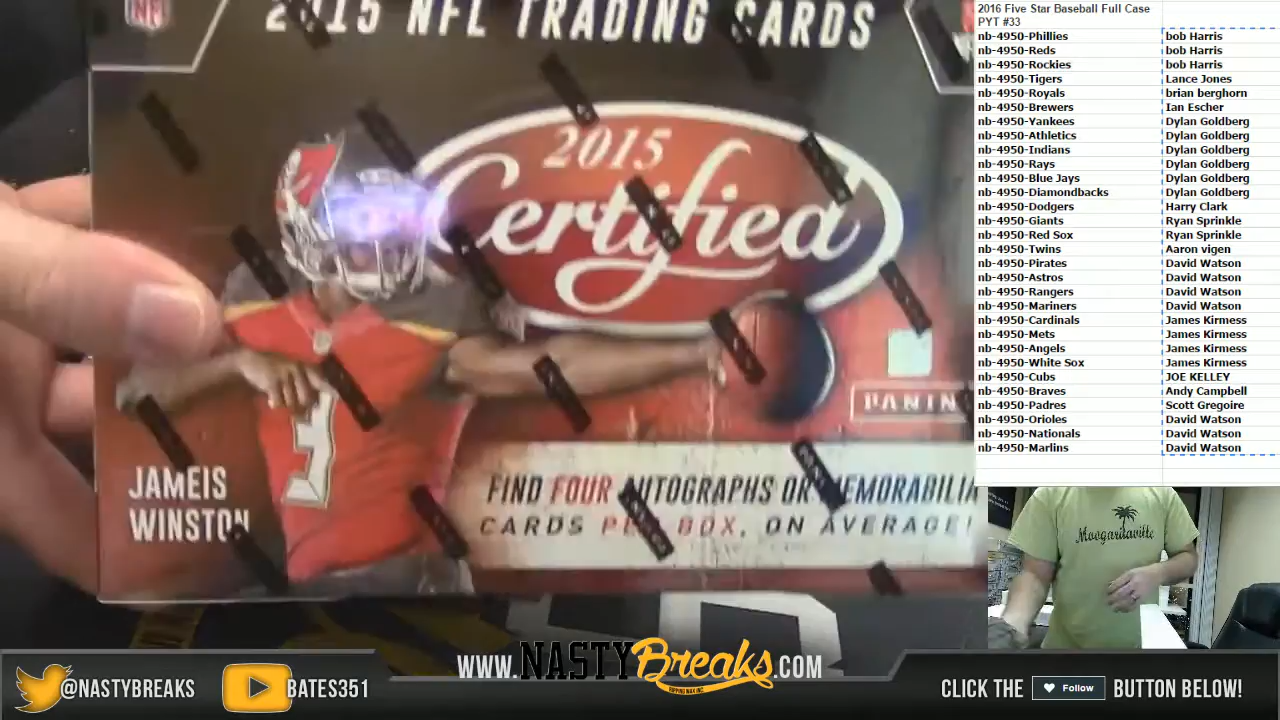 NFL
2015 NFL TRADING CARDS
2015
Certified
PANINI
JAMEIS
WINSTON
FIND FOUR AUTOGRAPHS OR MEMORABILIA
CARDS PER BOX, ON AVERAGE!
2016 Five Star Baseball Full Case
PYT #33
nb-4950-Phillies bob Harris
nb-4950-Reds bob Harris
nb-4950-Rockies bob Harris
nb-4950-Tigers Lance Jones
nb-4950-Royals brian berghorn
nb-4950-Brewers Ian Escher
nb-4950-Yankees Dylan Goldberg
nb-4950-Athletics Dylan Goldberg
nb-4950-Indians Dylan Goldberg
nb-4950-Rays Dylan Goldberg
nb-4950-Blue Jays Dylan Goldberg
nb-4950-Diamondbacks Dylan Goldberg
nb-4950-Dodgers Harry Clark
nb-4950-Giants Ryan Sprinkle
nb-4950-Red Sox Ryan Sprinkle
nb-4950-Twins Aaron vigen
nb-4950-Pirates David Watson
nb-4950-Astros David Watson
nb-4950-Rangers David Watson
nb-4950-Mariners David Watson
nb-4950-Cardinals James Kirmess
nb-4950-Mets James Kirmess
nb-4950-Angels James Kirmess
nb-4950-White Sox James Kirmess
nb-4950-Cubs JOE KELLEY
nb-4950-Braves Andy Campbell
nb-4950-Padres Scott Gregoire
nb-4950-Orioles David Watson
nb-4950-Nationals David Watson
nb-4950-Marlins David Watson
Moogardaville
@NASTYBREAKS
BATES351
WWW.NASTYBreaks.COM
RIPPING WAX INC.
CLICK THE Follow BUTTON BELOW!